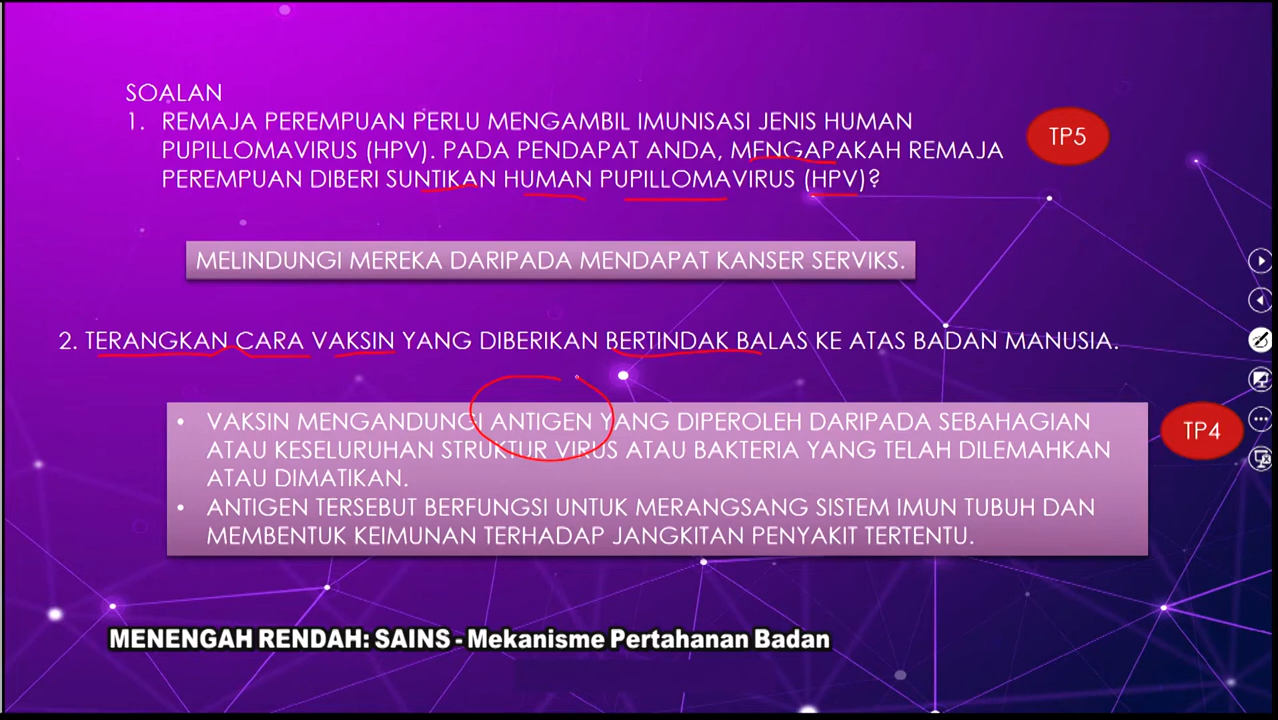 SOALAN
1. REMAJA PEREMPUAN PERLU MENGAMBIL IMUNISASI JENIS HUMAN
PUPILLOMAVIRUS (HPV). PADA PENDAPAT ANDA, MENGAPAKAH REMAJA
PEREMPUAN DIBERI SUNTIKAN HUMAN PUPILLOMAVIRUS (HPV)?
TP5
MELINDUNGI MEREKA DARIPADA MENDAPAT KANSER SERVIKS.
2. TERANGKAN CARA VAKSIN YANG DIBERIKAN BERTINDAK BALAS KE ATAS BADAN MANUSIA.
• VAKSIN MENGANDUNGI ANTIGEN YANG DIPEROLEH DARIPADA SEBAHAGIAN
ATAU KESELURUHAN STRUKTUR VIRUS ATAU BAKTERIA YANG TELAH DILEMAHKAN
ATAU DIMATIKAN.
• ANTIGEN TERSEBUT BERFUNGSI UNTUK MERANGSANG SISTEM IMUN TUBUH DAN
MEMBENTUK KEIMUNAN TERHADAP JANGKITAN PENYAKIT TERTENTU.
TP4
MENENGAH RENDAH: SAINS - Mekanisme Pertahanan Badan